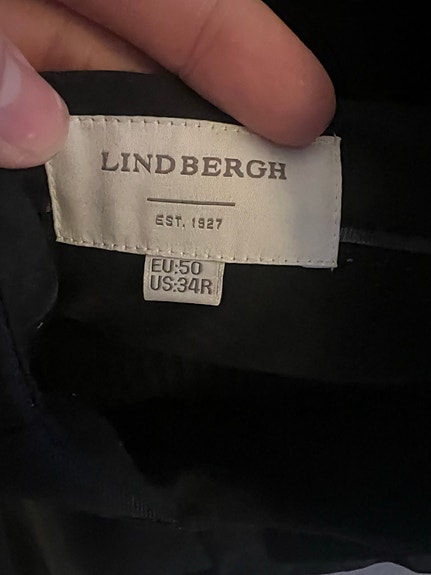 LINDBERGH
EST. 1927
EU:50
US:34R